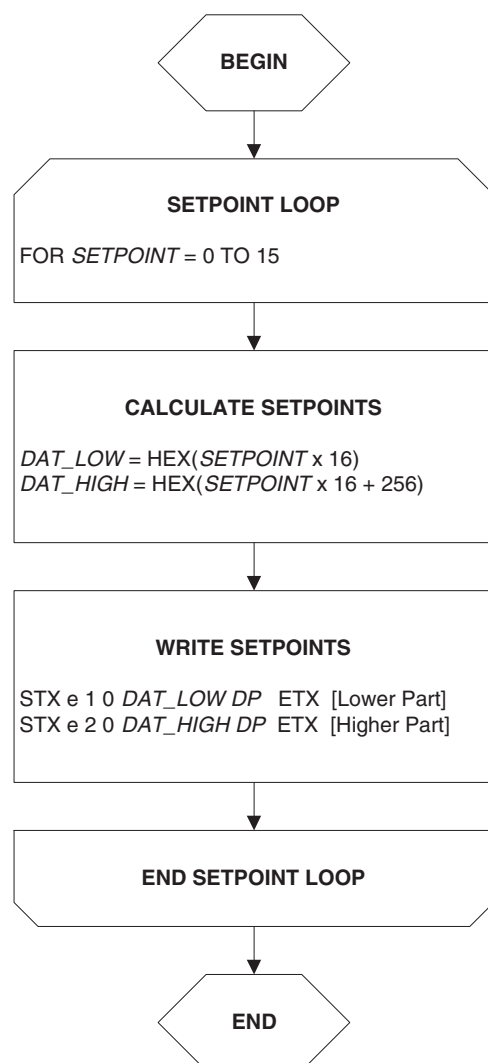 BEGIN
SETPOINT LOOP
FOR SETPOINT = 0 TO 15
CALCULATE SETPOINTS
DAT_LOW = HEX(SETPOINT x 16)
DAT_HIGH = HEX(SETPOINT x 16 + 256)
WRITE SETPOINTS
STX e 1 0 DAT_LOW DP ETX [Lower Part]
STX e 2 0 DAT_HIGH DP ETX [Higher Part]
END SETPOINT LOOP
END